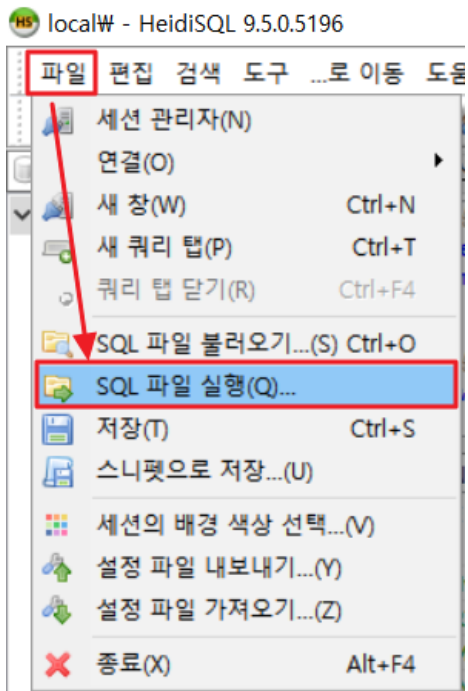 HS local₩ - HeidiSQL 9.5.0.5196
파일 편집 검색 도구 ...로 이동 도움
세션 관리자(N)
연결(O)
새 창(W) Ctrl+N
새 쿼리 탭(P) Ctrl+T
쿼리 탭 닫기(R) Ctrl+F4
SQL 파일 불러오기...(S) Ctrl+O
SQL 파일 실행(Q)...
저장(T) Ctrl+S
스니펫으로 저장...(U)
세션의 배경 색상 선택...(V)
설정 파일 내보내기...(Y)
설정 파일 가져오기...(Z)
종료(X) Alt+F4